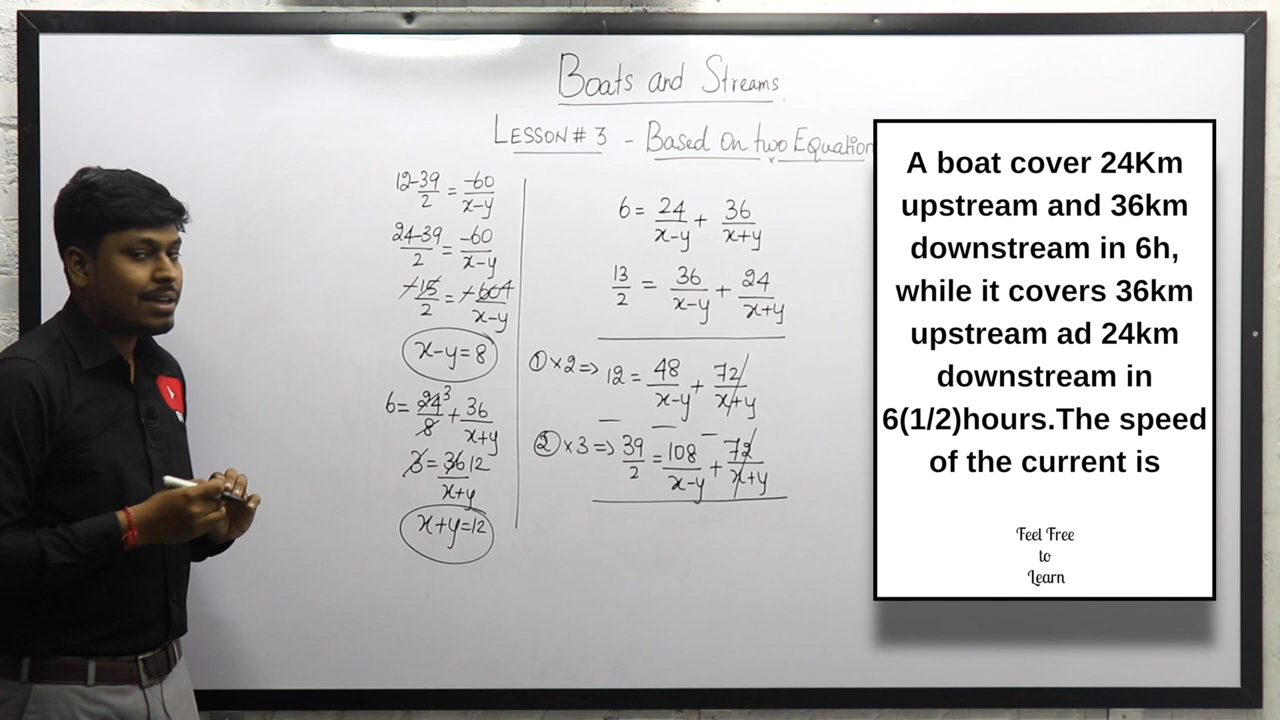 Boats and Streams.
LESSON # 3 - Based on two Equation
12-39/2 = -60/x-y
24-39/2 = -60/x-y
-15/2 = -60 4/x-y
x-y=8
6= 24 3/8 + 36/x+y
3 = 36 12/x+y
x+y=12
6= 24/x-y + 36/x+y
13/2 = 36/x-y + 24/x+y
① ×2 => 12 = 48/x-y + 72/x+y
② ×3 => 39/2 = 108/x-y + 72/x+y
A boat cover 24Km
upstream and 36km
downstream in 6h,
while it covers 36km
upstream ad 24km
downstream in
6(1/2)hours.The speed
of the current is
Feel Free
to
Learn